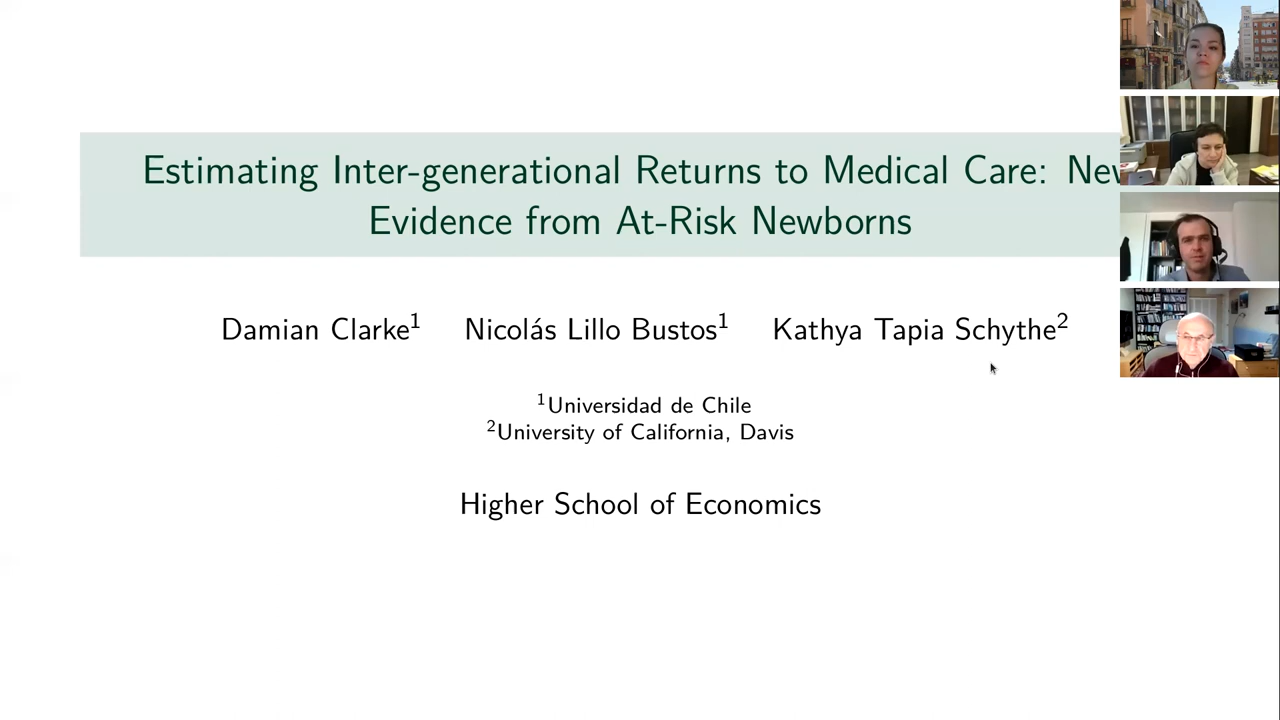 Estimating Inter-generational Returns to Medical Care:
Evidence from At-Risk Newborns
Damian Clarke¹ Nicolás Lillo Bustos¹ Kathya Tapia Schythe²
¹Universidad de Chile
²University of California, Davis
Higher School of Economics